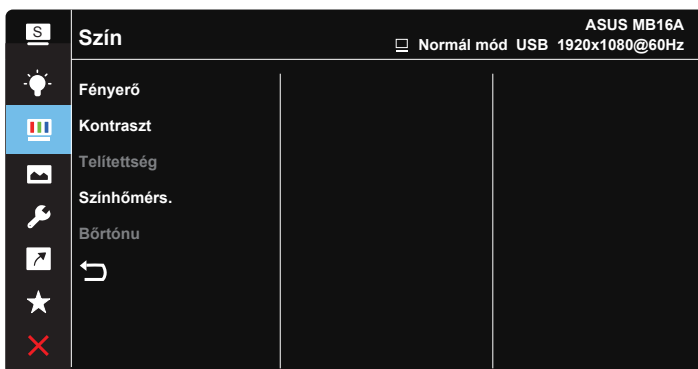 S
Szín
ASUS MB16A
Normál mód USB 1920x1080@60Hz
Fényerő
Kontraszt
Telítettség
Színhőmérs.
Bőrtónu